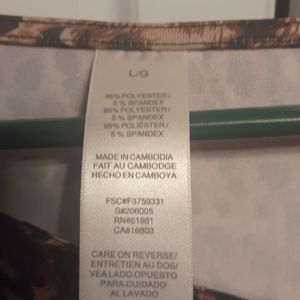 L/G
95% POLYESTER/
5% SPANDEX
95% POLYESTER/
5% SPANDEX
95% POLIÉSTER/
5% SPANDEX
MADE IN CAMBODIA
FAIT AU CAMBODGE
HECHO EN CAMBOYA
FSC#F3750331
S#206005
RN#61981
CA#16803
CARE ON REVERSE/
ENTRETIEN AU DOS/
VEA LADO OPUESTO
PARA CUIDADO
AL LAVADO